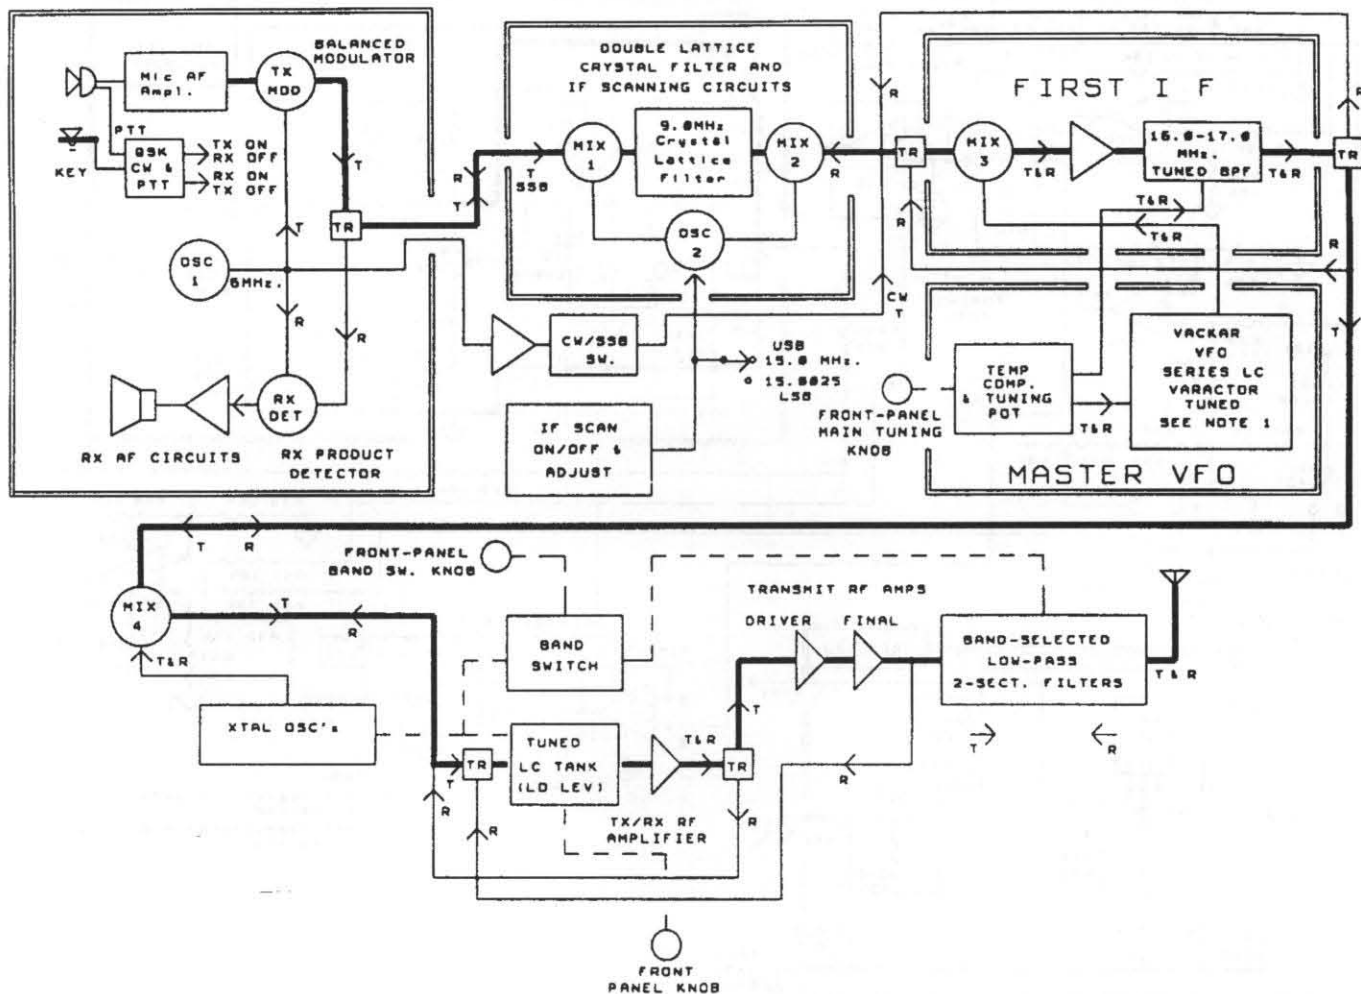 BALANCED
MODULATOR
Mic AF
Ampl.
TX
MOD
PTT
KEY
QSK
CW &
PTT
TX ON
RX OFF
RX ON
TX OFF
T
TR
OSC
1
6MHz.
T
R
R
RX
DET
RX AF CIRCUITS
RX PRODUCT
DETECTOR
R
T
DOUBLE LATTICE
CRYSTAL FILTER AND
IF SCANNING CIRCUITS
T
SSB
MIX
1
9.0MHz
Crystal
Lattice
Filter
MIX
2
R
OSC
2
CW/SSB
SW.
USB
15.0 MHz.
15.0025
LSB
IF SCAN
ON/OFF &
ADJUST
CW
T
R
R
R
FIRST I F
TR
MIX
3
T&R
16.0-17.0
MHz.
TUNED BPF
T&R
TR
R
T&R
T&R
R
T
FRONT-PANEL
MAIN TUNING
KNOB
TEMP
COMP.
& TUNING
POT
T&R
VACKAR
VFO
SERIES LC
VARACTOR
TUNED
SEE NOTE 1
MASTER VFO
T R
MIX
4
T
R
T&R
XTAL OSC's
FRONT-PANEL
BAND SW. KNOB
BAND
SWITCH
T
R
TR
R
TUNED
LC TANK
(LO LEV)
T&R
TX/RX RF
AMPLIFIER
TR
T
R
TRANSMIT RF AMPS
DRIVER FINAL
R
BAND-SELECTED
LOW-PASS
2-SECT. FILTERS
T & R
T
R
FRONT
PANEL KNOB